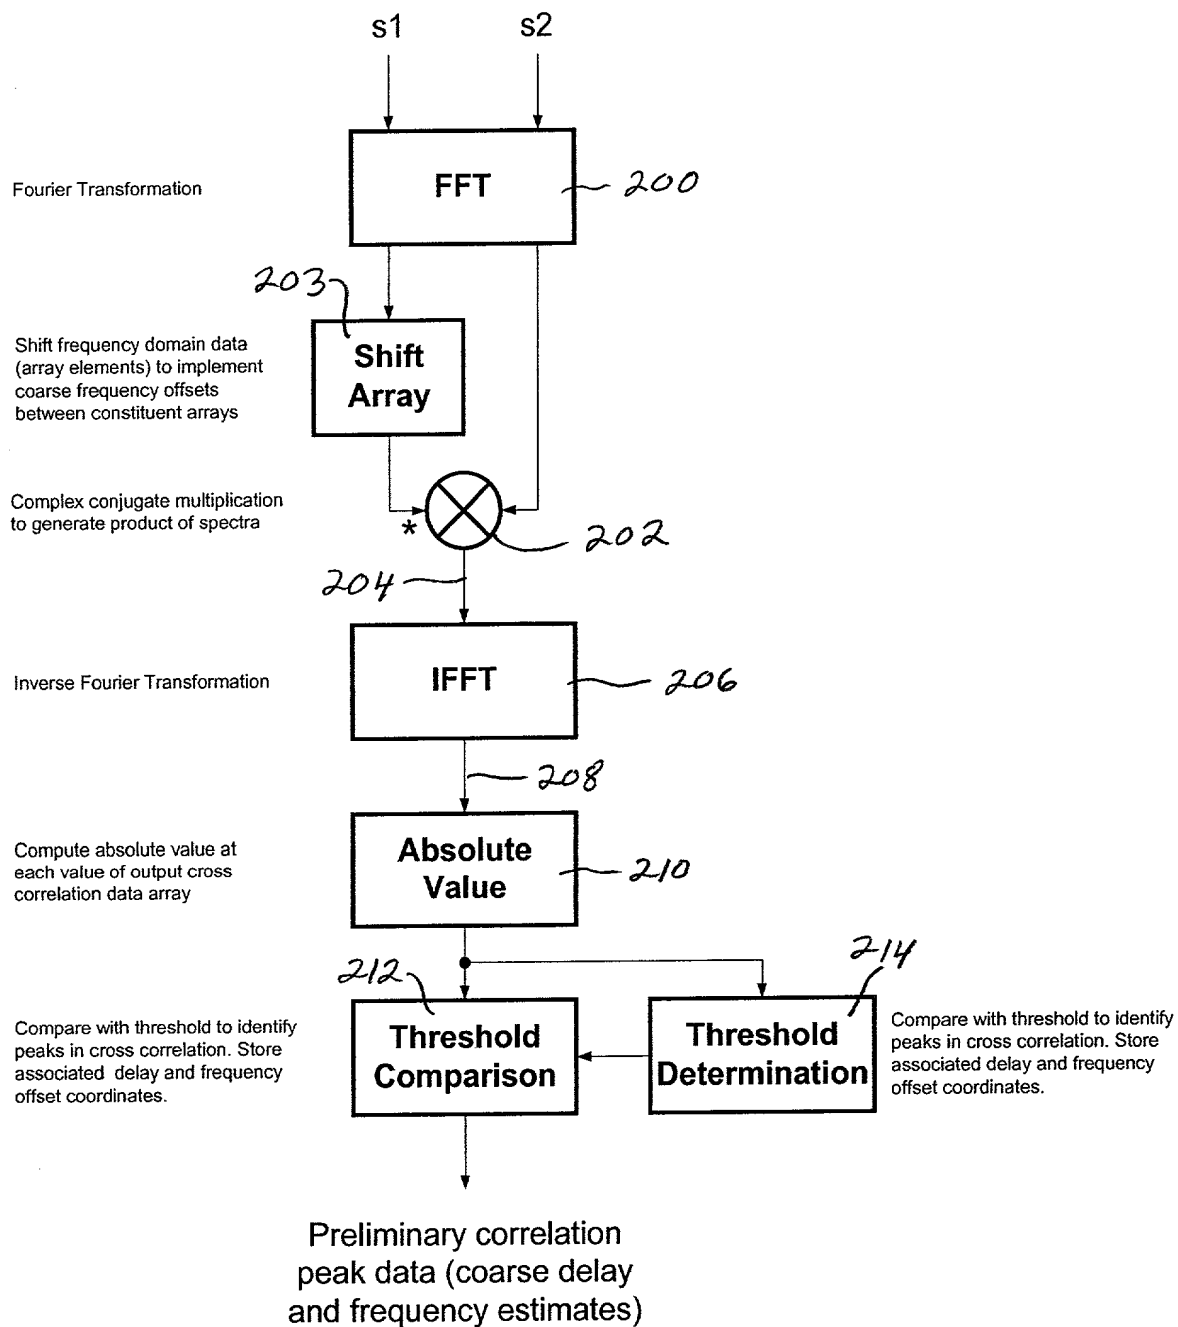 s1 s2
Fourier Transformation
FFT
200
203
Shift frequency domain data
(array elements) to implement
coarse frequency offsets
between constituent arrays
Shift
Array
Complex conjugate multiplication
to generate product of spectra
*
202
204
Inverse Fourier Transformation
IFFT
206
208
Compute absolute value at
each value of output cross
correlation data array
Absolute
Value
210
212
214
Compare with threshold to identify
peaks in cross correlation. Store
associated delay and frequency
offset coordinates.
Threshold
Comparison
Threshold
Determination
Compare with threshold to identify
peaks in cross correlation. Store
associated delay and frequency
offset coordinates.
Preliminary correlation
peak data (coarse delay
and frequency estimates)